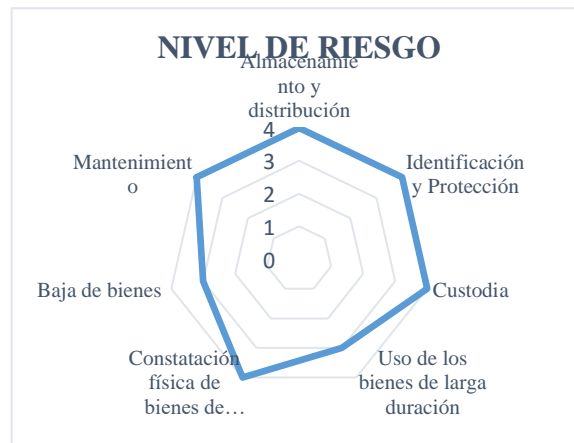 NIVEL DE RIESGO
Almacenamie
nto y
distribución
4
3
2
1
0
Identificación
y Protección
Custodia
Uso de los
bienes de larga
duración
Constatación
física de
bienes de…
Baja de bienes
Mantenimient
o